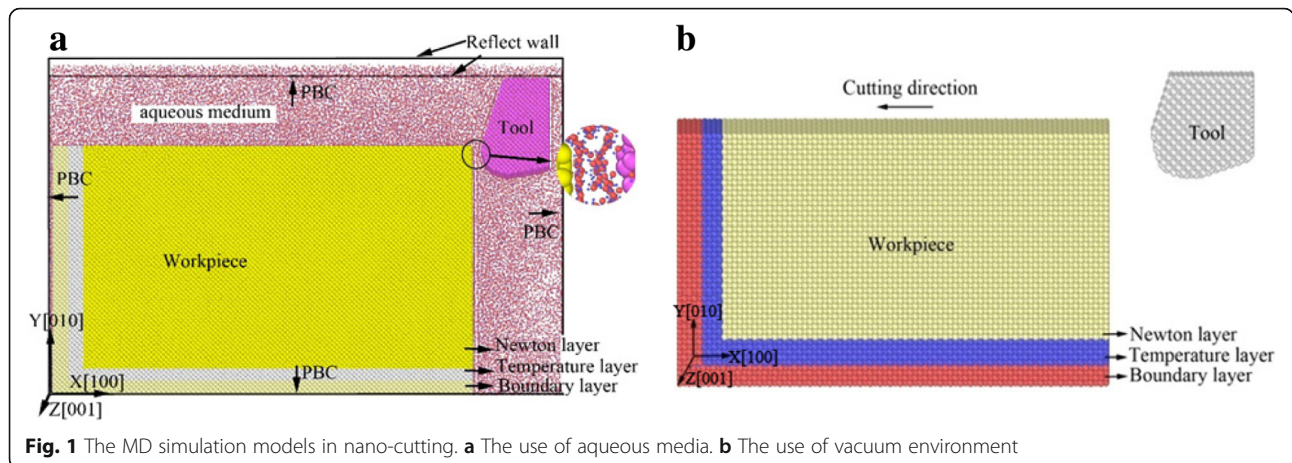 a
Reflect wall
PBC
aqueous medium
Tool
PBC
PBC
Workpiece
Y[010]
Newton layer
Temperature layer
PBC
X[100]
Boundary layer
Z[001]
b
Cutting direction
Tool
Workpiece
Y[010]
Newton layer
X[100]
Temperature layer
Z[001]
Boundary layer
Fig. 1 The MD simulation models in nano-cutting. a The use of aqueous media. b The use of vacuum environment